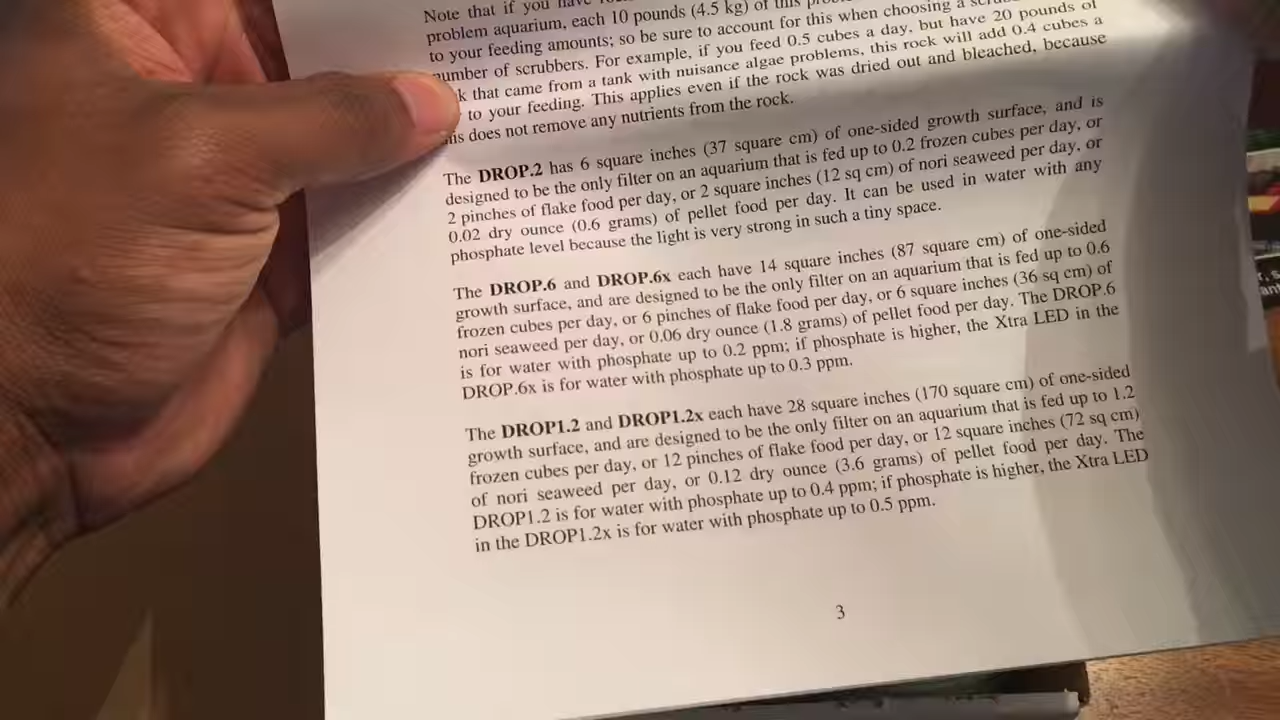 Note that if you have
problem aquarium, each 10 pounds (4.5 kg) of this
to your feeding amounts; so be sure to account for this when choosing a
number of scrubbers. For example, if you feed 0.5 cubes a day, but have 20 pounds of
k that came from a tank with nuisance algae problems, this rock will add 0.4 cubes a
to your feeding. This applies even if the rock was dried out and bleached, because
this does not remove any nutrients from the rock.
The DROP.2 has 6 square inches (37 square cm) of one-sided growth surface, and is
designed to be the only filter on an aquarium that is fed up to 0.2 frozen cubes per day, or
2 pinches of flake food per day, or 2 square inches (12 sq cm) of nori seaweed per day, or
0.02 dry ounce (0.6 grams) of pellet food per day. It can be used in water with any
phosphate level because the light is very strong in such a tiny space.
The DROP.6 and DROP.6x each have 14 square inches (87 square cm) of one-sided
growth surface, and are designed to be the only filter on an aquarium that is fed up to 0.6
frozen cubes per day, or 6 pinches of flake food per day, or 6 square inches (36 sq cm) of
nori seaweed per day, or 0.06 dry ounce (1.8 grams) of pellet food per day. The DROP.6
is for water with phosphate up to 0.2 ppm; if phosphate is higher, the Xtra LED in the
DROP.6x is for water with phosphate up to 0.3 ppm.
The DROP1.2 and DROP1.2x each have 28 square inches (170 square cm) of one-sided
growth surface, and are designed to be the only filter on an aquarium that is fed up to 1.2
frozen cubes per day, or 12 pinches of flake food per day, or 12 square inches (72 sq cm)
of nori seaweed per day, or 0.12 dry ounce (3.6 grams) of pellet food per day. The
DROP1.2 is for water with phosphate up to 0.4 ppm; if phosphate is higher, the Xtra LED
in the DROP1.2x is for water with phosphate up to 0.5 ppm.
3